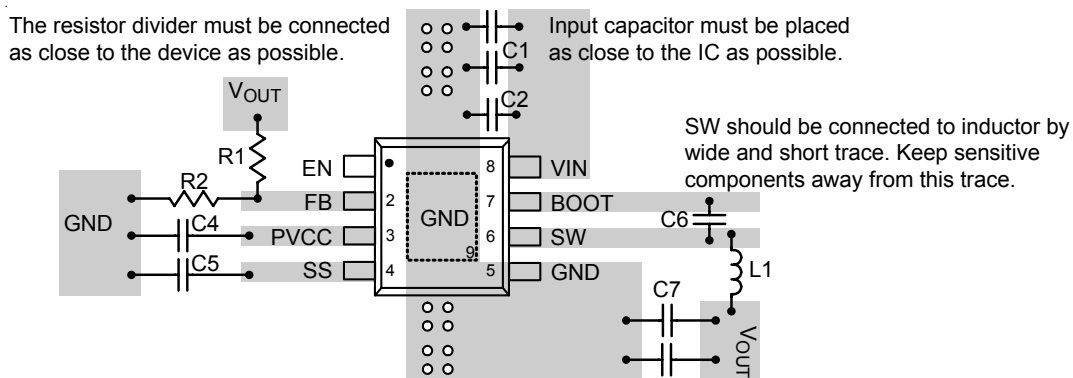 The resistor divider must be connected
as close to the device as possible.
Input capacitor must be placed
as close to the IC as possible.
C1
C2
VOUT
R1
R2
GND
C4
C5
EN
FB
PVCC
SS
2
3
4
GND
9
8
7
6
5
VIN
BOOT
SW
GND
SW should be connected to inductor by
wide and short trace. Keep sensitive
components away from this trace.
C6
L1
C7
VOUT